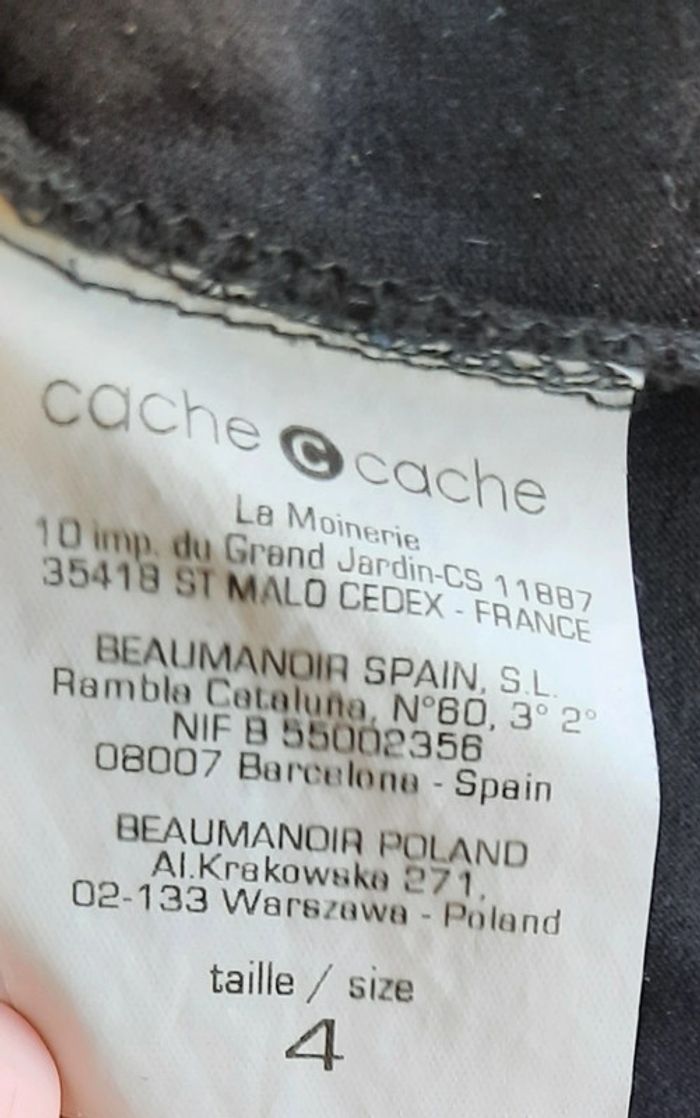 cache C cache
La Moinerie
10 imp. du Grand Jardin-CS 11887
35418 ST MALO CEDEX - FRANCE
BEAUMANOIR SPAIN, S.L.
Rambla Cataluña, N°60, 3° 2°
NIF B 55002356
08007 Barcelona - Spain
BEAUMANOIR POLAND
Al.Krakowska 271,
02-133 Warszawa - Poland
taille / size
4